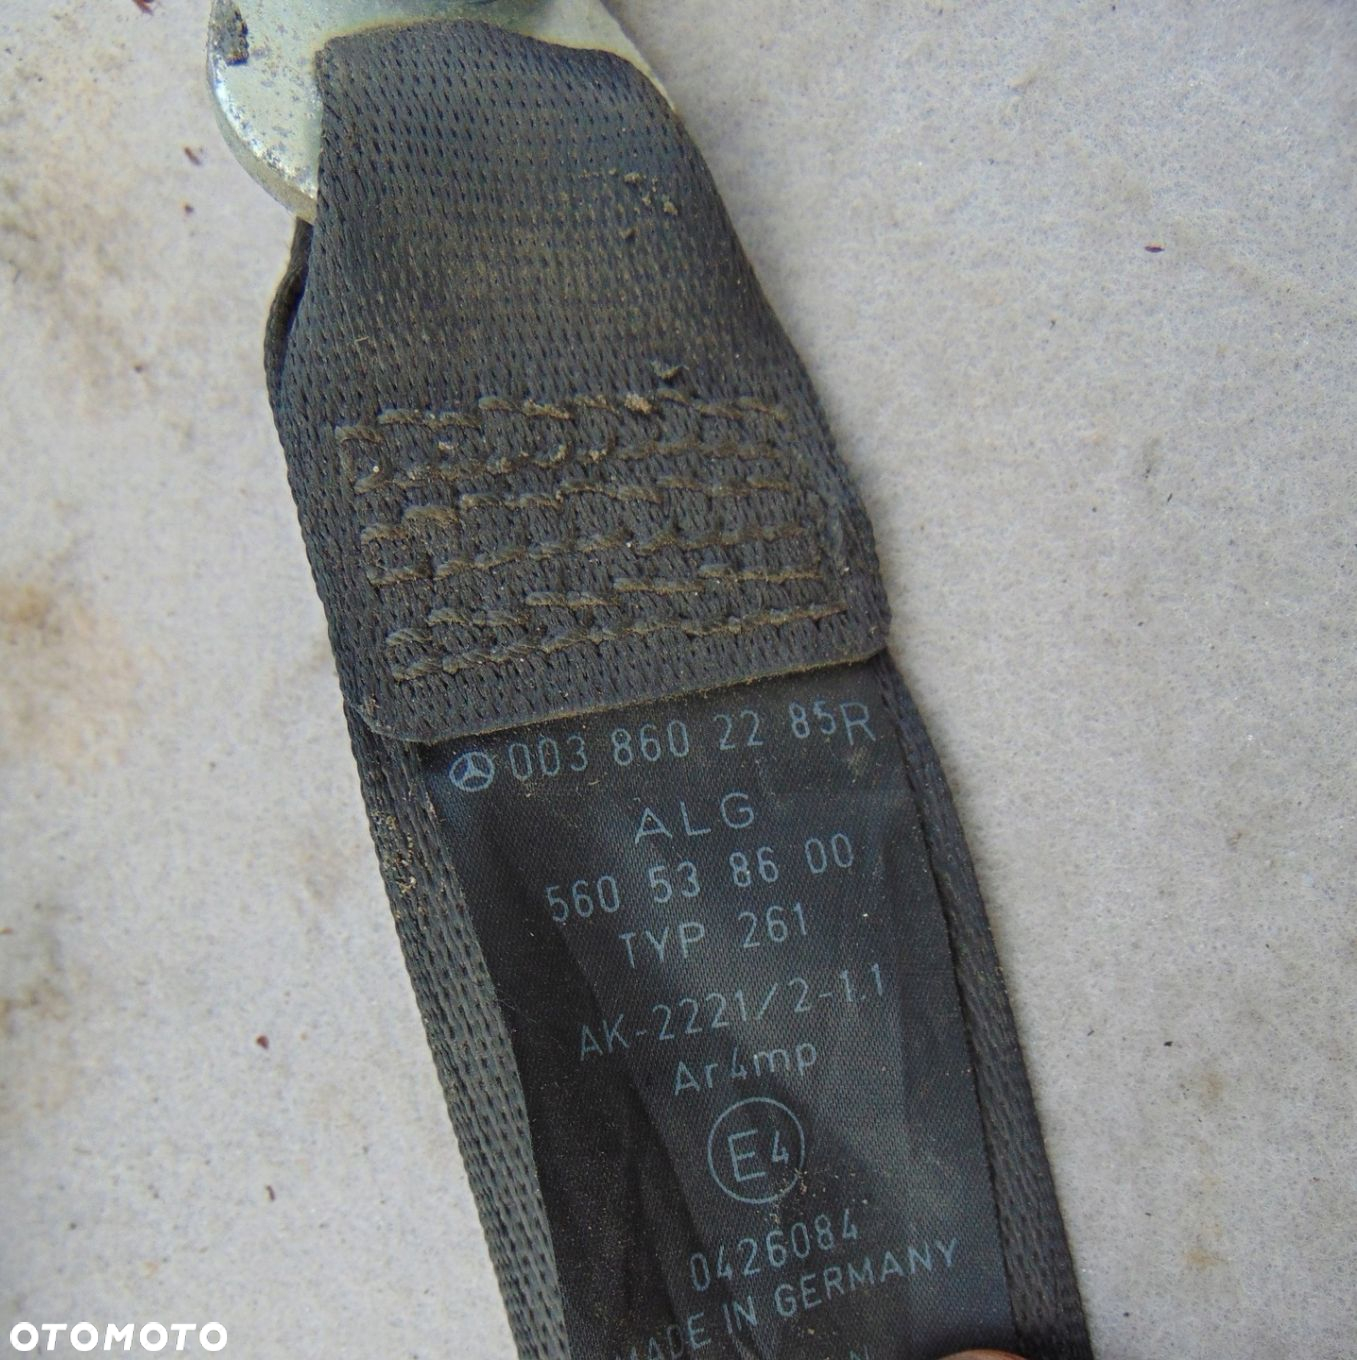 003 860 22 85R
ALG
560 53 86 00
TYP 261
AK-2221/2-1.1
Ar4mp
E4
0426084
MADE IN GERMANY
OTOMOTO